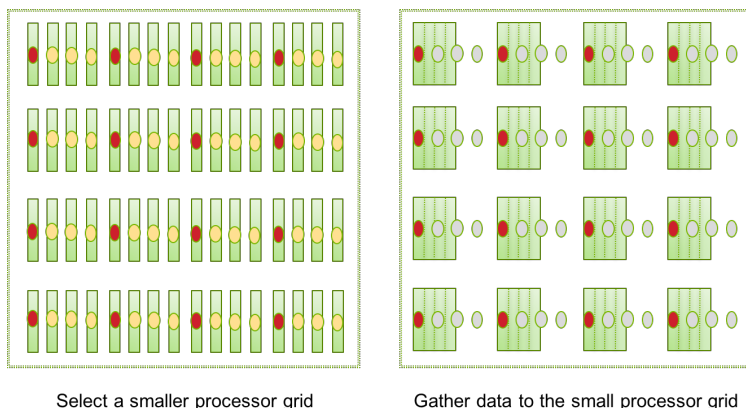 Select a smaller processor grid
Gather data to the small processor grid